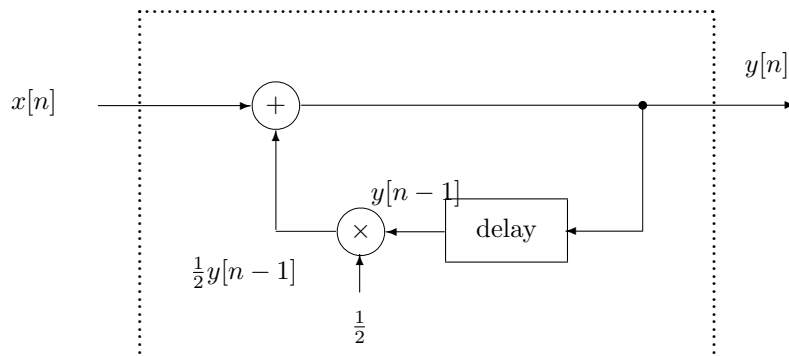 y[n]
x[n]
+
y[n − 1]
×
delay
½y[n − 1]
½